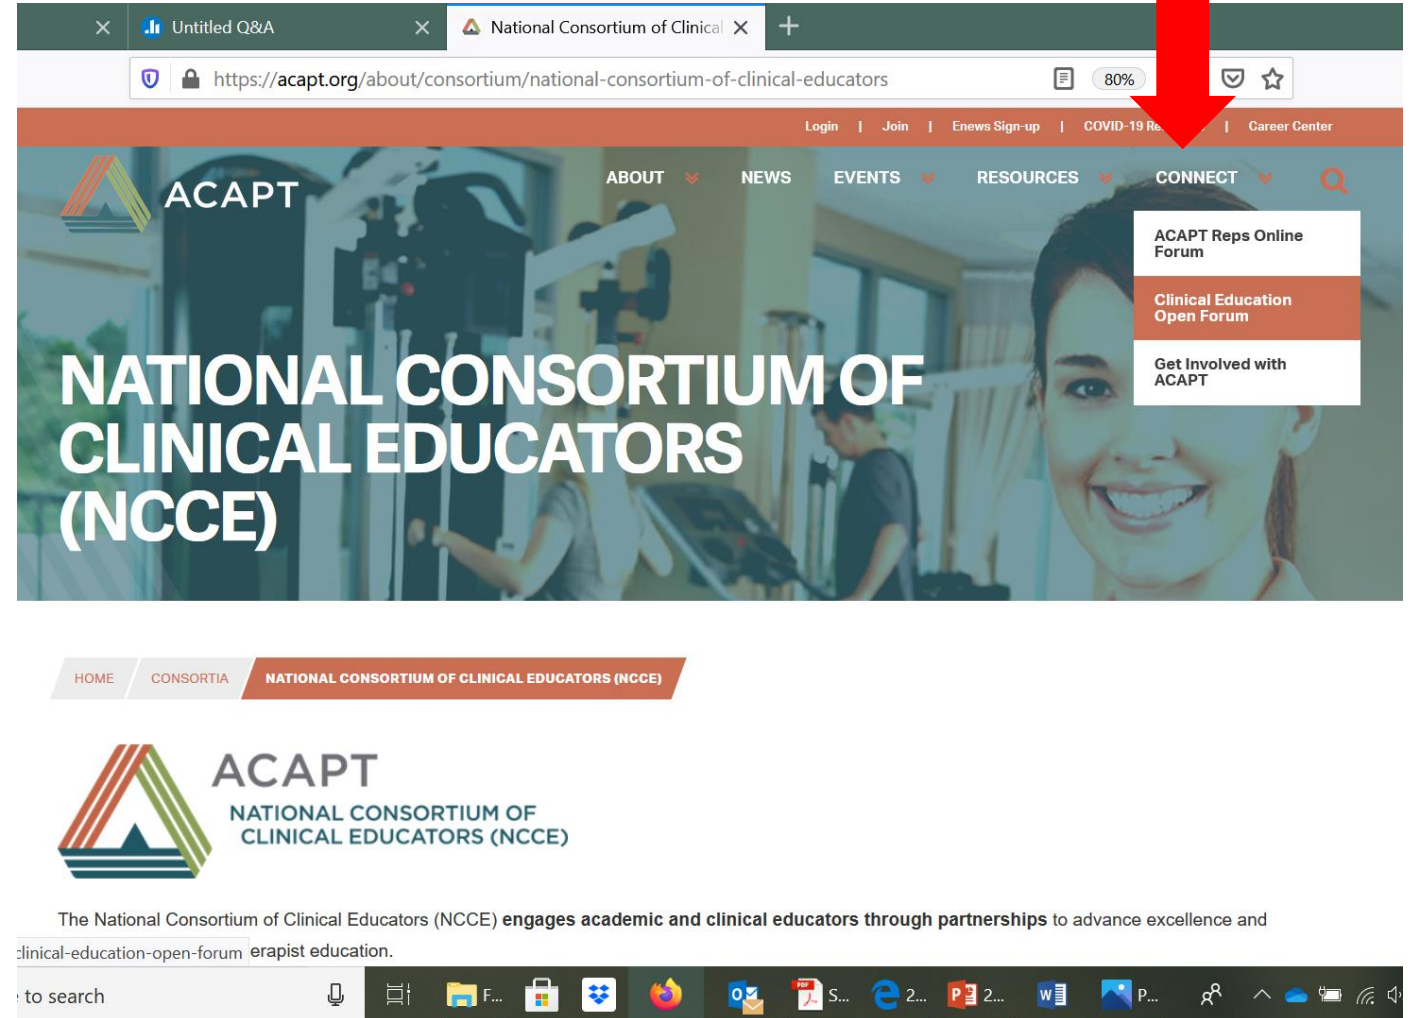 Untitled Q&A
National Consortium of Clinical
https://acapt.org/about/consortium/national-consortium-of-clinical-educators
80%
Login | Join | Enews Sign-up | COVID-19 Re | Career Center
ACAPT
ABOUT NEWS EVENTS RESOURCES CONNECT
ACAPT Reps Online
Forum
Clinical Education
Open Forum
Get Involved with
ACAPT
NATIONAL CONSORTIUM OF
CLINICAL EDUCATORS
(NCCE)
HOME CONSORTIA NATIONAL CONSORTIUM OF CLINICAL EDUCATORS (NCCE)
ACAPT
NATIONAL CONSORTIUM OF
CLINICAL EDUCATORS (NCCE)
The National Consortium of Clinical Educators (NCCE) engages academic and clinical educators through partnerships to advance excellence and
clinical-education-open-forum erapist education.
to search
F... S... 2... 2... P...